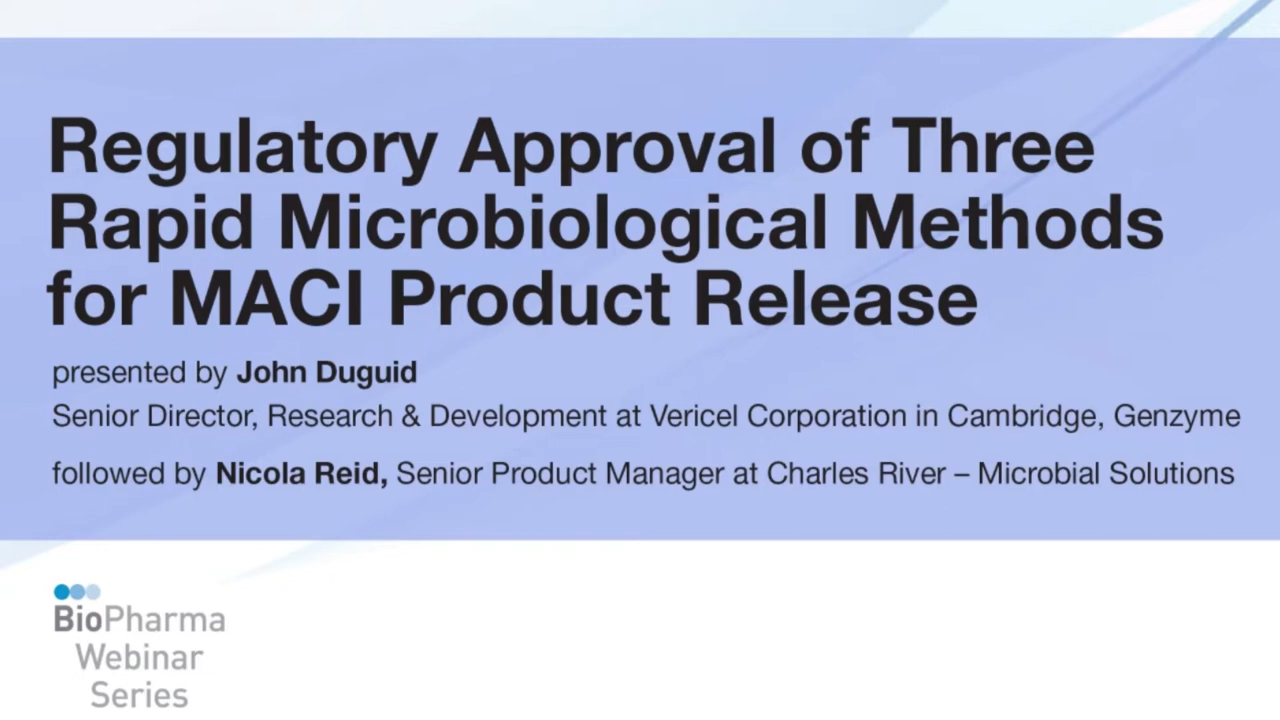 Regulatory Approval of Three
Rapid Microbiological Methods
for MACI Product Release
presented by John Duguid
Senior Director, Research & Development at Vericel Corporation in Cambridge, Genzyme
followed by Nicola Reid, Senior Product Manager at Charles River – Microbial Solutions
BioPharma
Webinar
Series